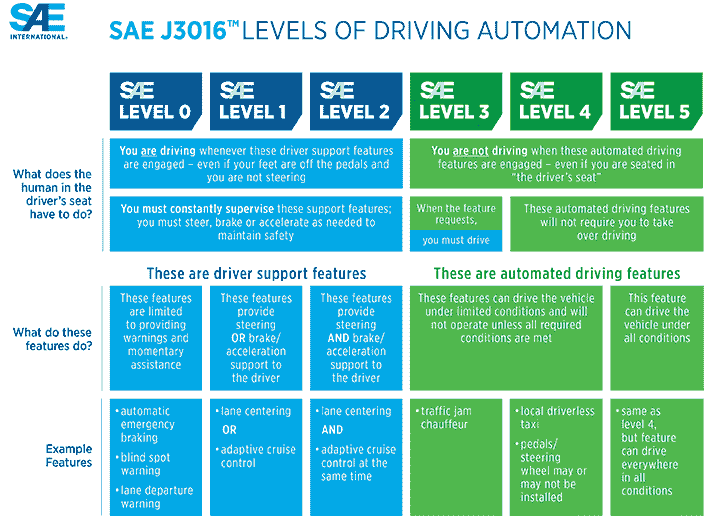 SAE
INTERNATIONAL®
SAE J3016™ LEVELS OF DRIVING AUTOMATION
SAE
LEVEL 0
SAE
LEVEL 1
SAE
LEVEL 2
SAE
LEVEL 3
SAE
LEVEL 4
SAE
LEVEL 5
What does the
human in the
driver's seat
have to do?
You are driving whenever these driver support features
are engaged – even if your feet are off the pedals and
you are not steering
You are not driving when these automated driving
features are engaged – even if you are seated in
"the driver's seat"
You must constantly supervise these support features;
you must steer, brake or accelerate as needed to
maintain safety
When the feature
requests,
you must drive
These automated driving features
will not require you to take
over driving
These are driver support features
These are automated driving features
What do these
features do?
These features
are limited
to providing
warnings and
momentary
assistance
These features
provide
steering
OR brake/
acceleration
support to
the driver
These features
provide
steering
AND brake/
acceleration
support to
the driver
These features can drive the vehicle
under limited conditions and will
not operate unless all required
conditions are met
This feature
can drive the
vehicle under
all conditions
Example
Features
• automatic
emergency
braking
• blind spot
warning
• lane departure
warning
• lane centering
OR
• adaptive cruise
control
• lane centering
AND
• adaptive cruise
control at the
same time
• traffic jam
chauffeur
• local driverless
taxi
• pedals/
steering
wheel may or
may not be
installed
• same as
level 4,
but feature
can drive
everywhere
in all
conditions